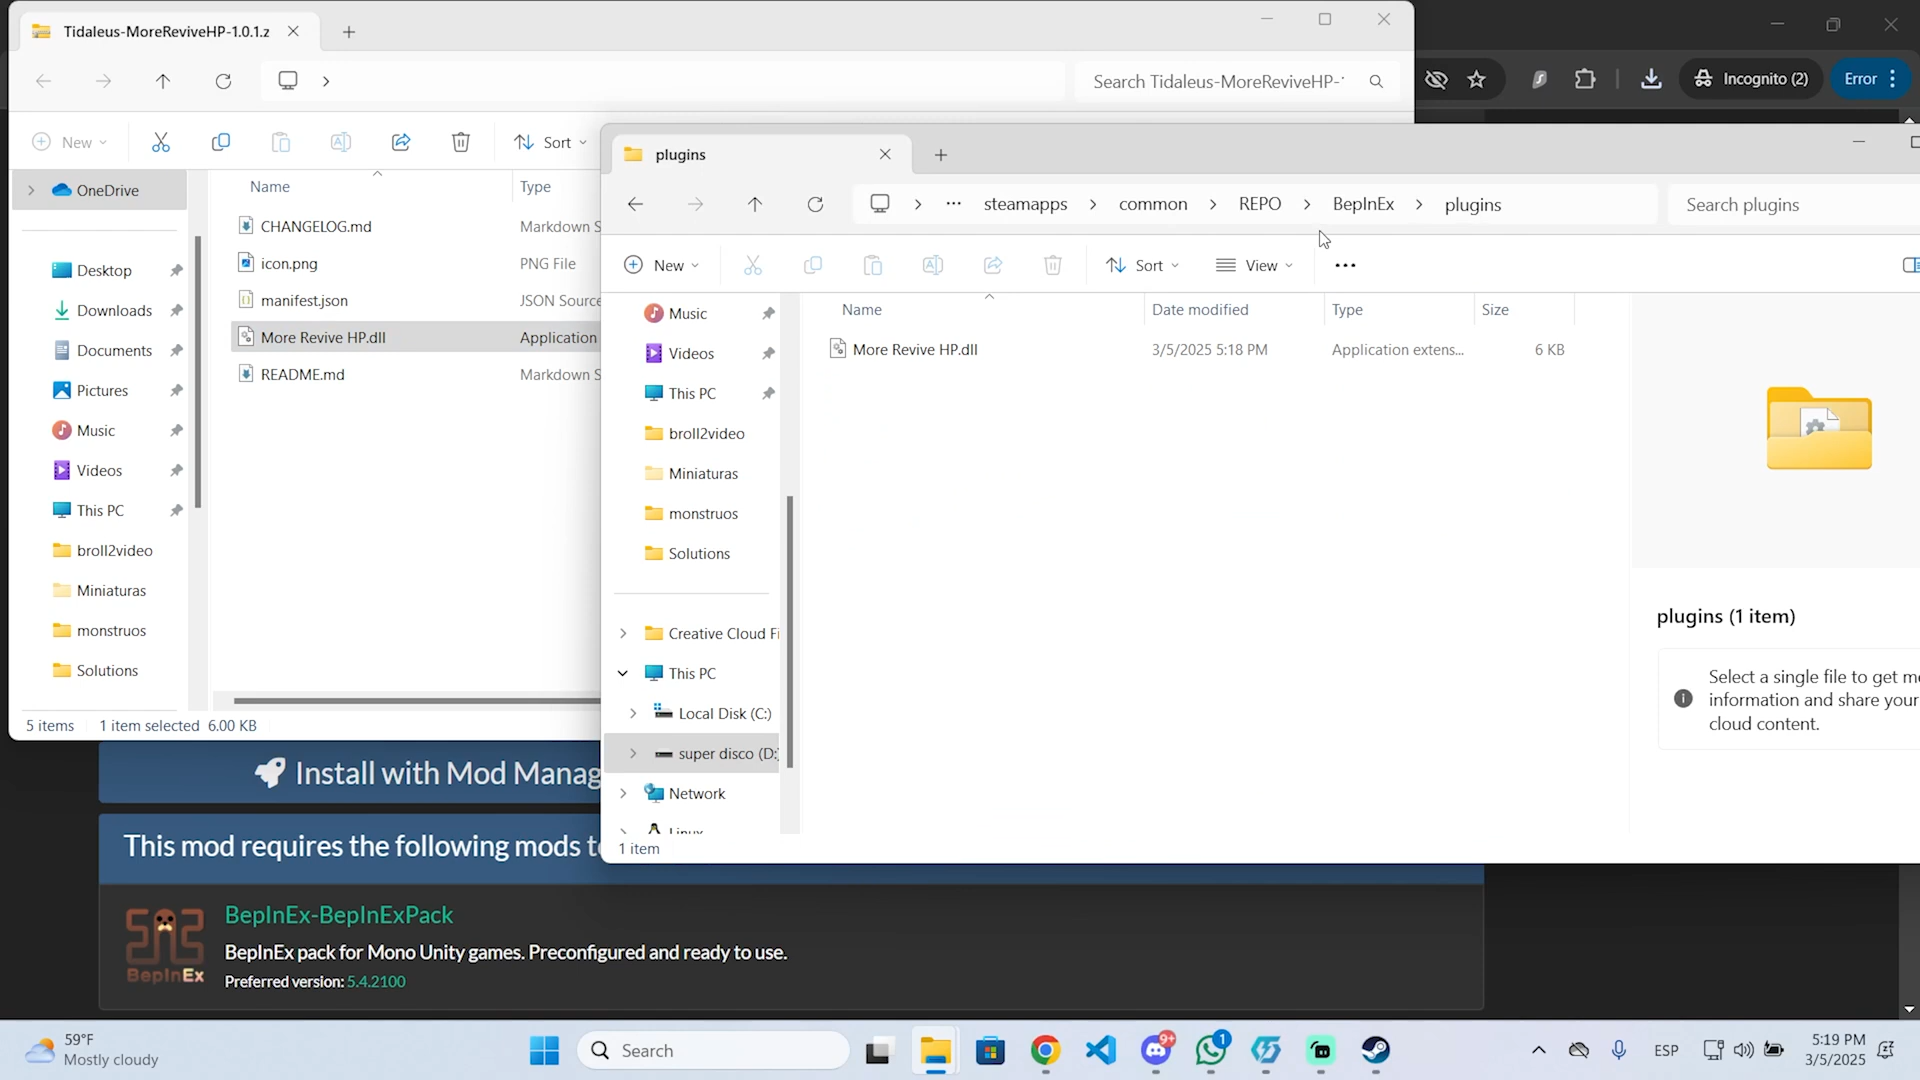 Tidaleus-MoreReviveHP-1.0.1.z
Search Tidaleus-MoreReviveHP-'
Incognito (2)
Error
New
Sort
OneDrive
Desktop
Downloads
Documents
Pictures
Music
Videos
This PC
broll2video
Miniaturas
monstruos
Solutions
Name
Type
CHANGELOG.md
Markdown S
icon.png
PNG File
manifest.json
JSON Source
More Revive HP.dll
Application
README.md
Markdown S
5 items
1 item selected 6.00 KB
plugins
steamapps
common
REPO
BepInEx
plugins
Search plugins
New
Sort
View
Music
Videos
This PC
broll2video
Miniaturas
monstruos
Solutions
Creative Cloud Fi
This PC
Local Disk (C:)
super disco (D:)
Network
Linux
Name
Date modified
Type
Size
More Revive HP.dll
3/5/2025 5:18 PM
Application extens...
6 KB
plugins (1 item)
Select a single file to get mo
information and share your
cloud content.
1 item
Install with Mod Manag
This mod requires the following mods to
BepInEx
BepInEx-BepInExPack
BepInEx pack for Mono Unity games. Preconfigured and ready to use.
Preferred version: 5.4.2100
59°F
Mostly cloudy
Search
9+
1
ESP
5:19 PM
3/5/2025